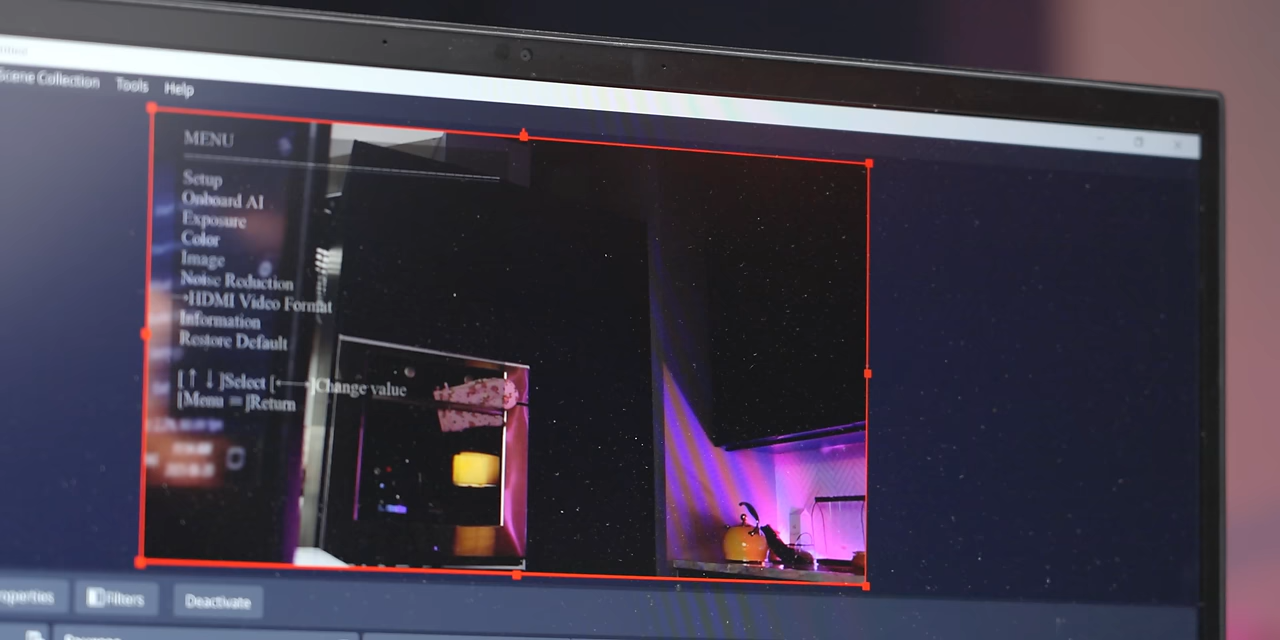 Scene Collection Tools Help
MENU
Setup
Onboard AI
Exposure
Color
Image
Noise Reduction
→HDMI Video Format
Information
Restore Default
[↑ ↓]Select [←→]Change value
[Menu = ]Return
Filters
Deactivate